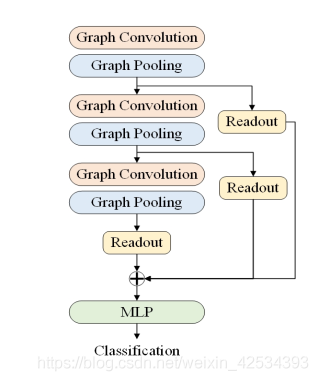 Graph Convolution
Graph Pooling
Graph Convolution
Readout
Graph Pooling
Graph Convolution
Readout
Graph Pooling
Readout
MLP
Classification
https://blog.csdn.net/weixin_42534393